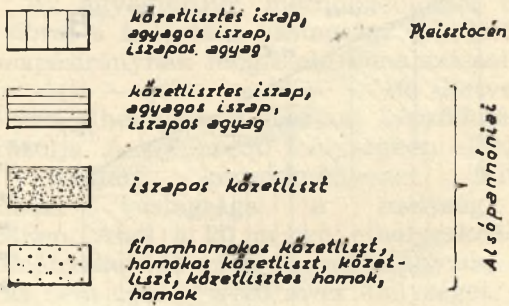 kőzetlisztes iszap,
agyagos iszap,
iszapos agyag
Pleisztocén
kőzetlisztes iszap,
agyagos iszap,
iszapos agyag
iszapos kőzetliszt
finomhomokos kőzetliszt,
homokos kőzetliszt, kőzet-
liszt, kőzetlisztes homok,
homok
Alsópannóniai